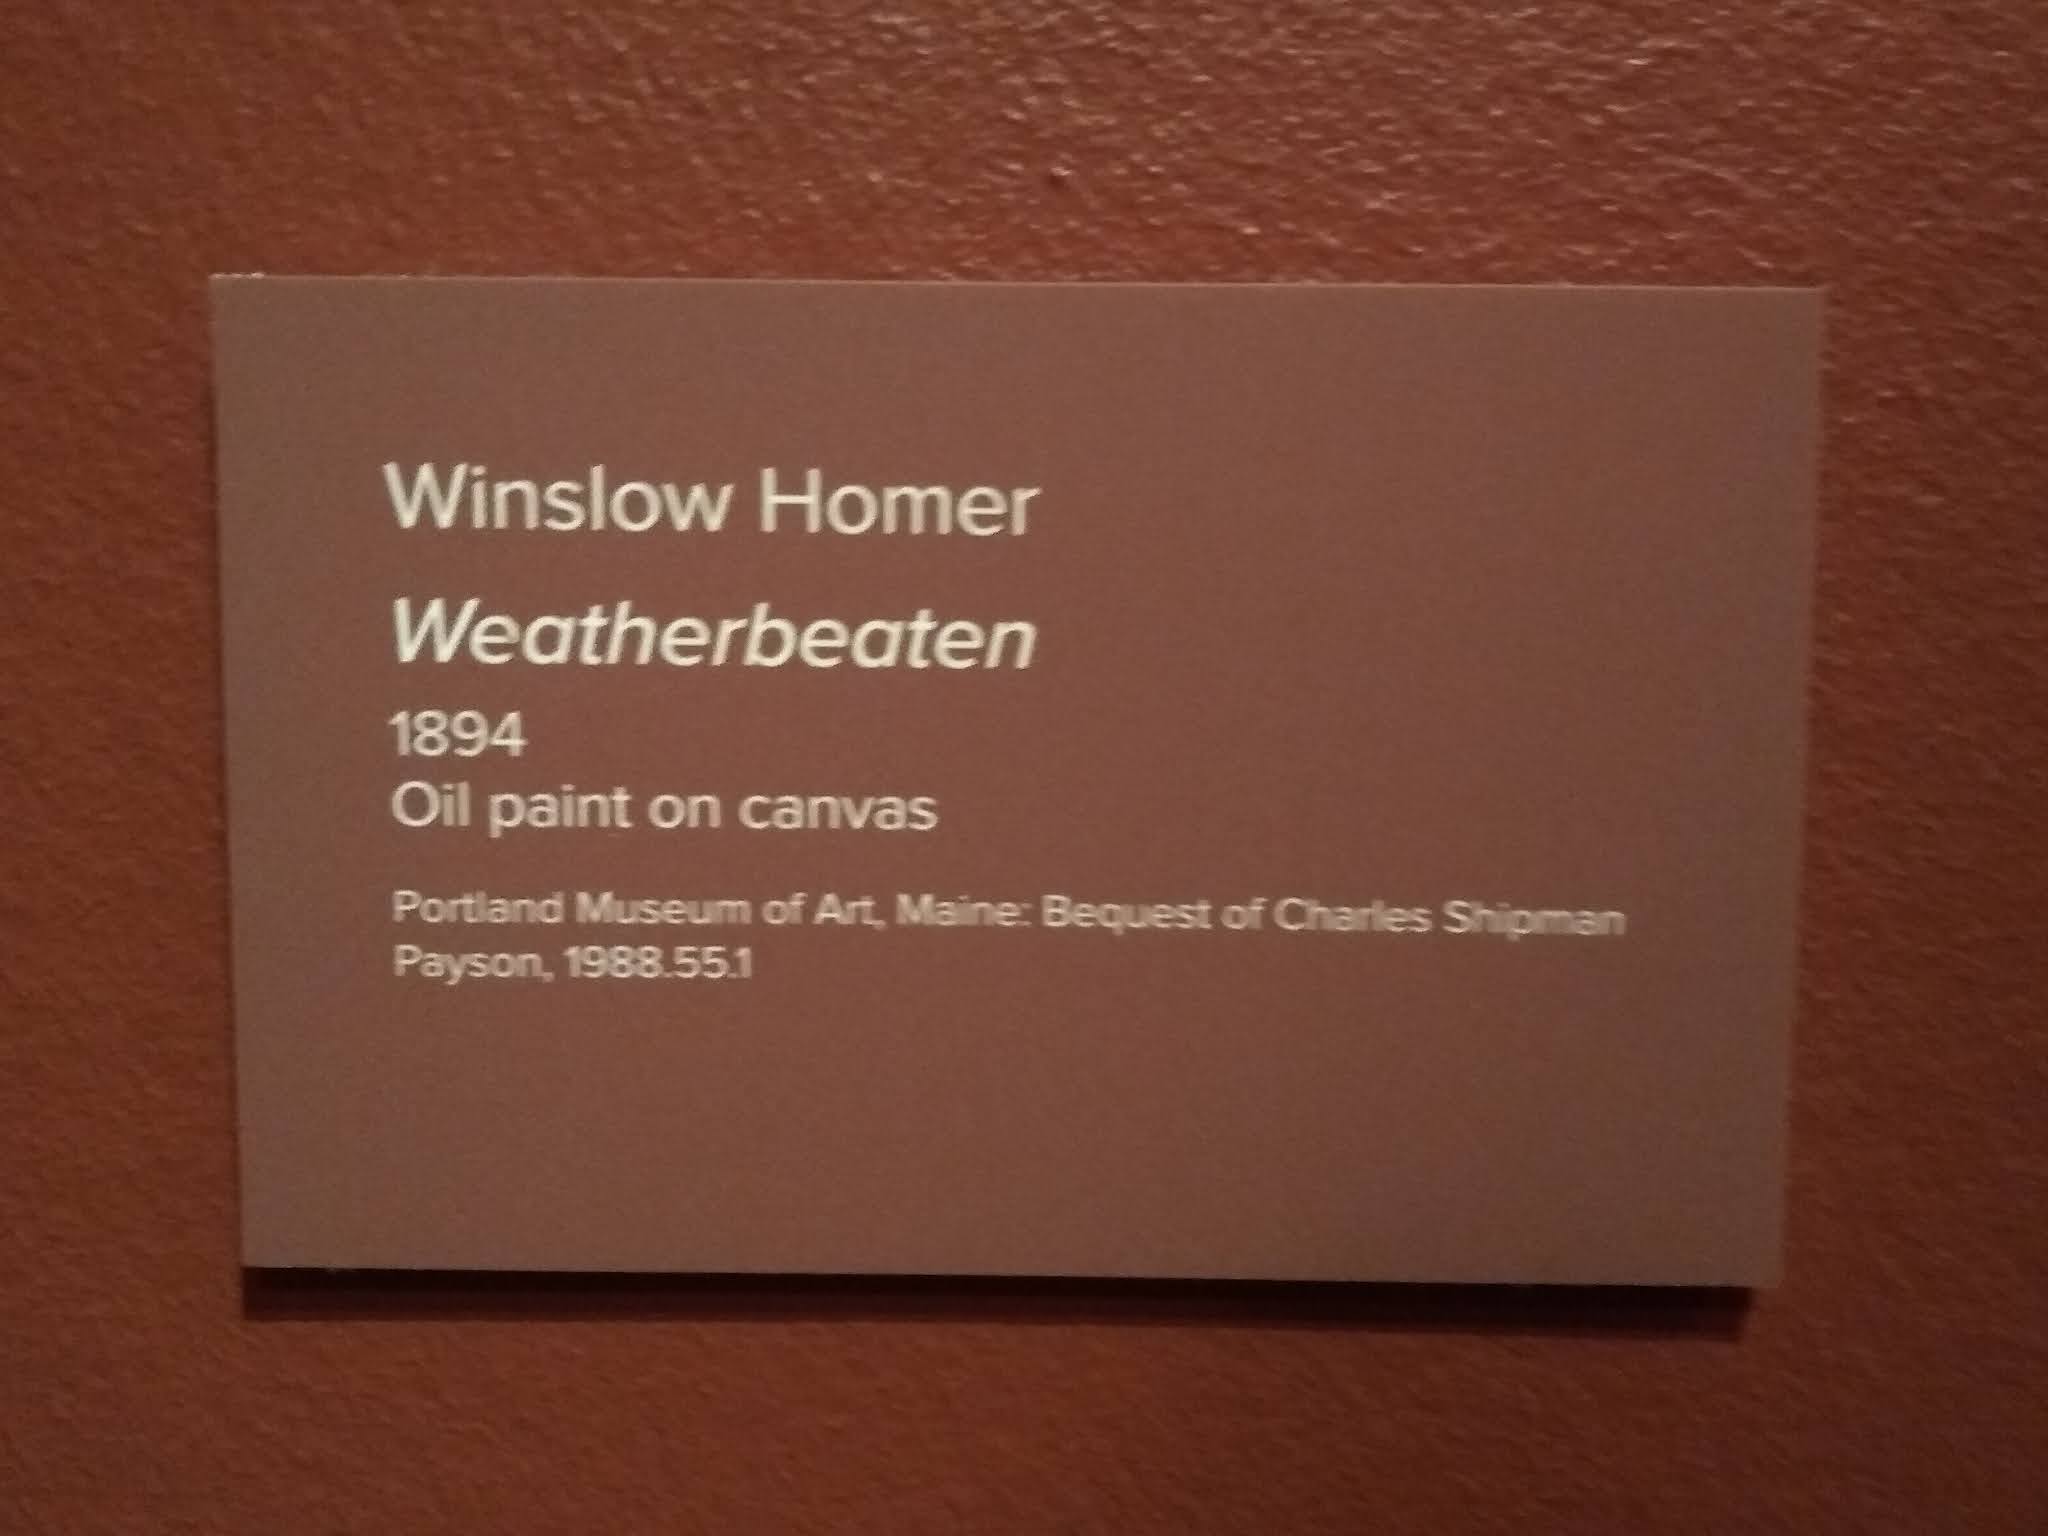 Winslow Homer
Weatherbeaten
1894
Oil paint on canvas
Portland Museum of Art, Maine: Bequest of Charles Shipman
Payson, 1988.55.1